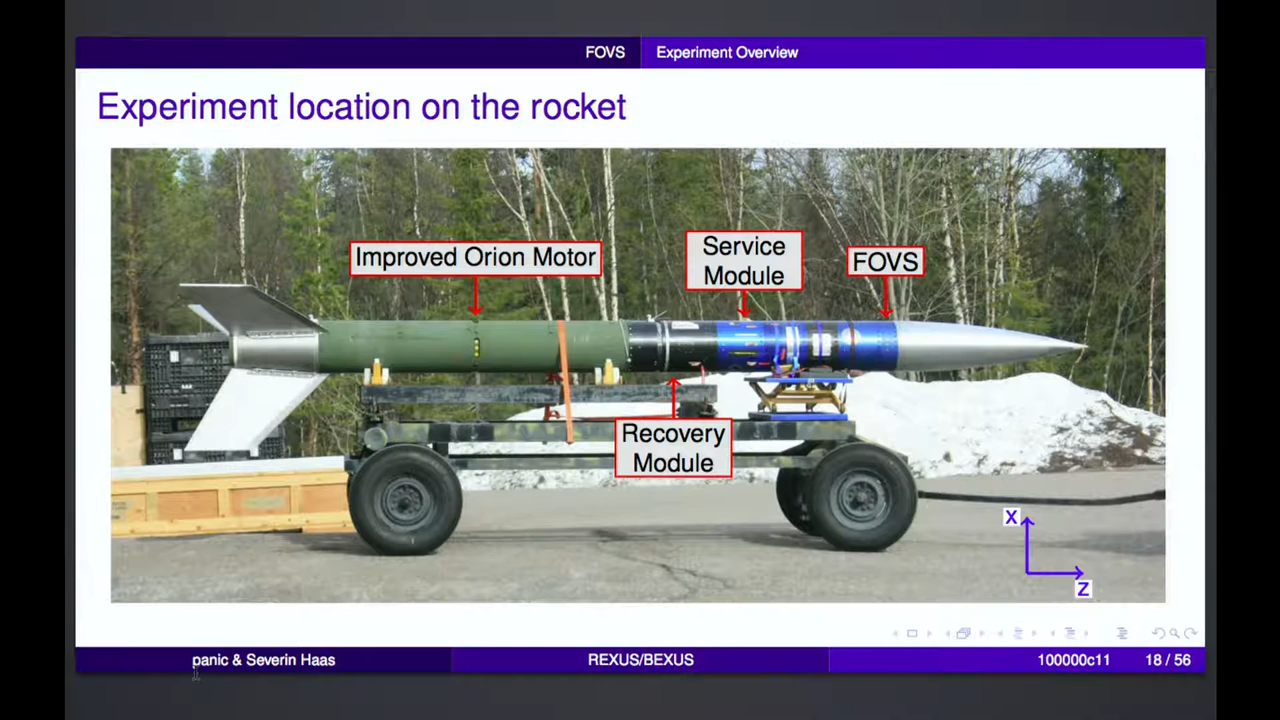 FOVS
Experiment Overview
Experiment location on the rocket
Improved Orion Motor
Service
Module
FOVS
Recovery
Module
X
Z
panic & Severin Haas
REXUS/BEXUS
100000c11
18 / 56